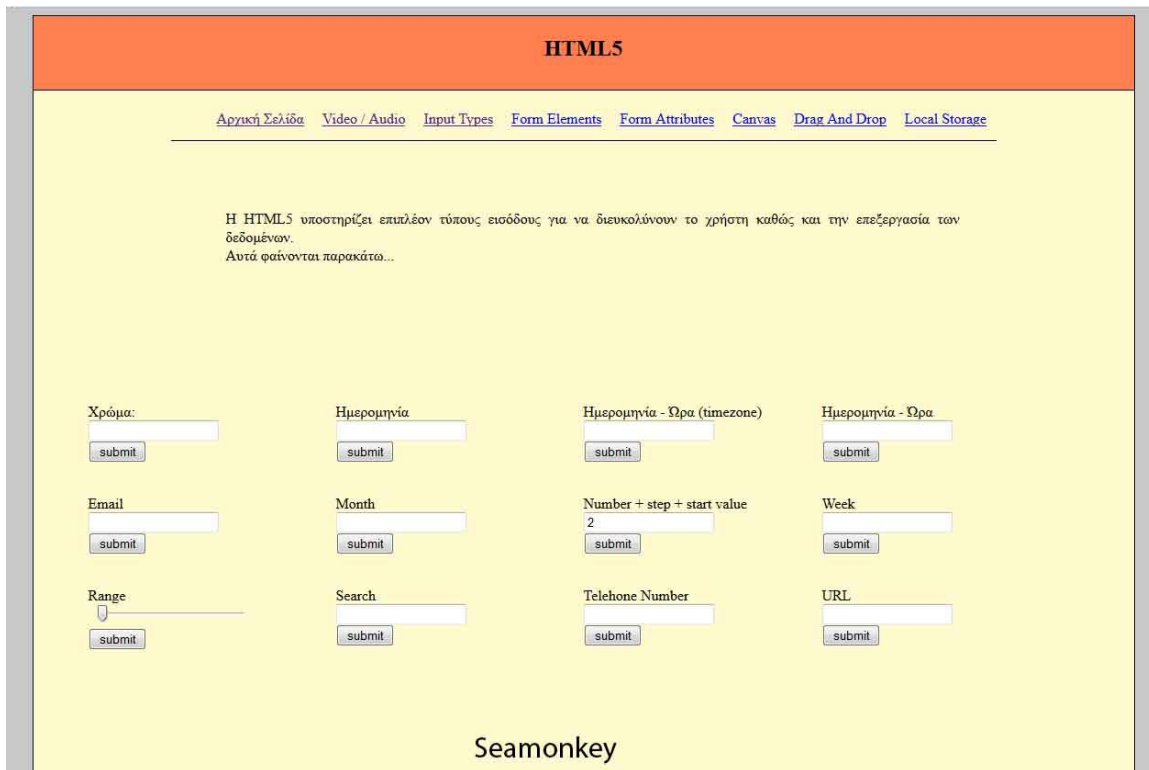 HTML5
Αρχική Σελίδα Video / Audio Input Types Form Elements Form Attributes Canvas Drag And Drop Local Storage
Η HTML5 υποστηρίζει επιπλέον τύπους εισόδους για να διευκολύνουν το χρήστη καθώς και την επεξεργασία των
δεδομένων.
Αυτά φαίνονται παρακάτω...
Χρώμα: Ημερομηνία Ημερομηνία - Ώρα (timezone) Ημερομηνία - Ώρα
submit submit submit submit
Email Month Number + step + start value Week
2
submit submit submit submit
Range Search Telehone Number URL
submit submit submit submit
Seamonkey